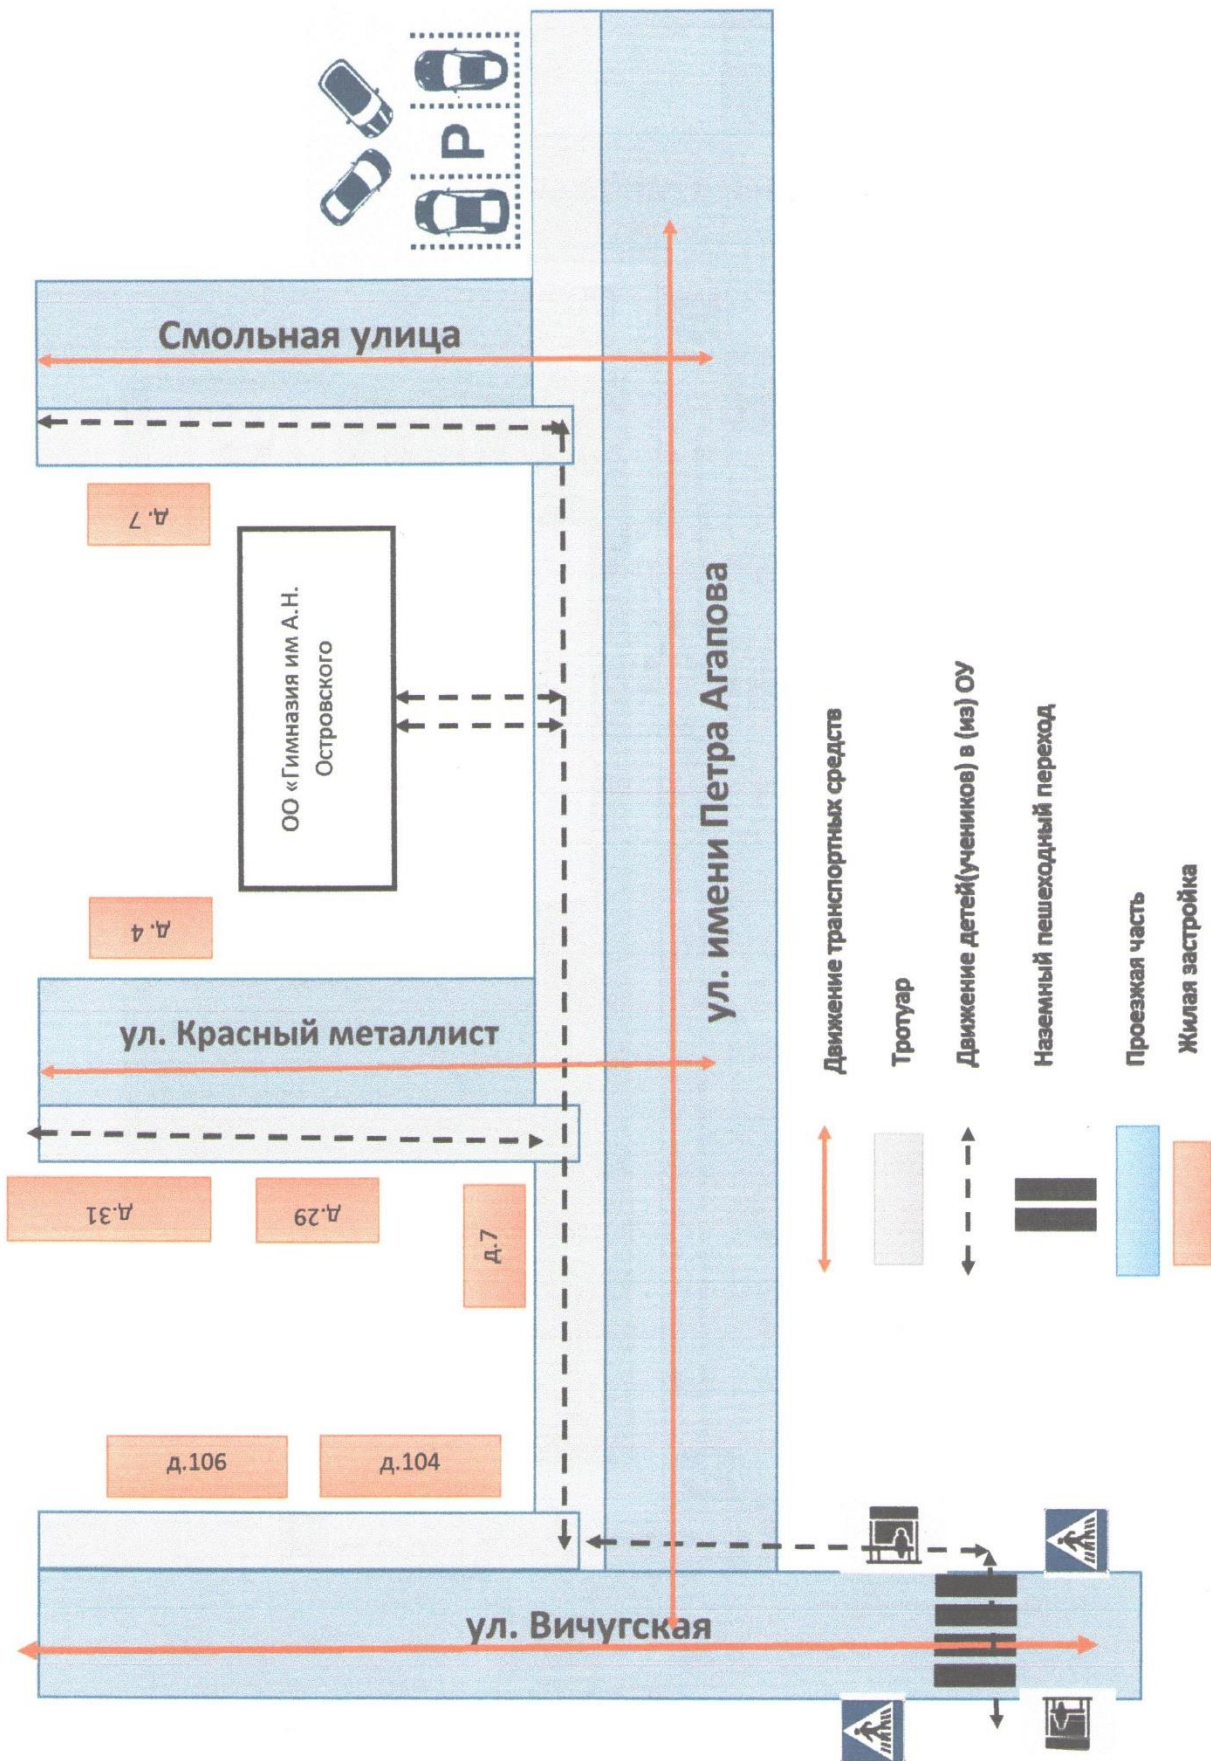 P
Смольная улица
д. 7
ОО «Гимназия им А.Н.
Островского
д. 4
ул. Красный металлист
ул. имени Петра Агапова
д.31
д.29
д.7
д.106
д.104
ул. Вичугская
Движение транспортных средств
Тротуар
Движение детей(учеников) в (из) ОУ
Наземный пешеходный переход
Проезжая часть
Жилая застройка